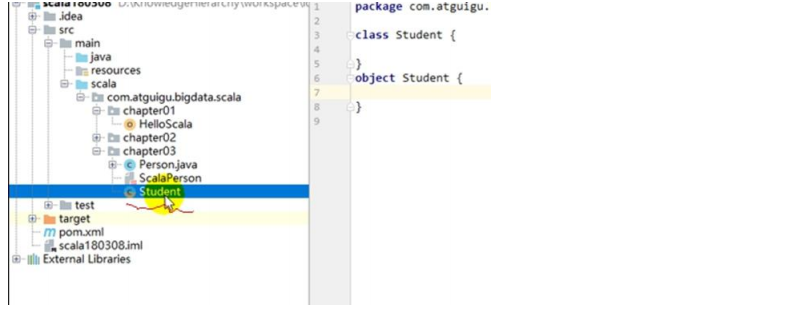 scala180308 D:\KnowledgeHierarchy\workspace\id
.idea
src
main
java
resources
scala
com.atguigu.bigdata.scala
chapter01
HelloScala
chapter02
chapter03
Person.java
ScalaPerson
Student
test
target
pom.xml
scala180308.iml
External Libraries
1 package com.atguigu.
2
3 class Student {
4
5 }
6 object Student {
7
8 }
9